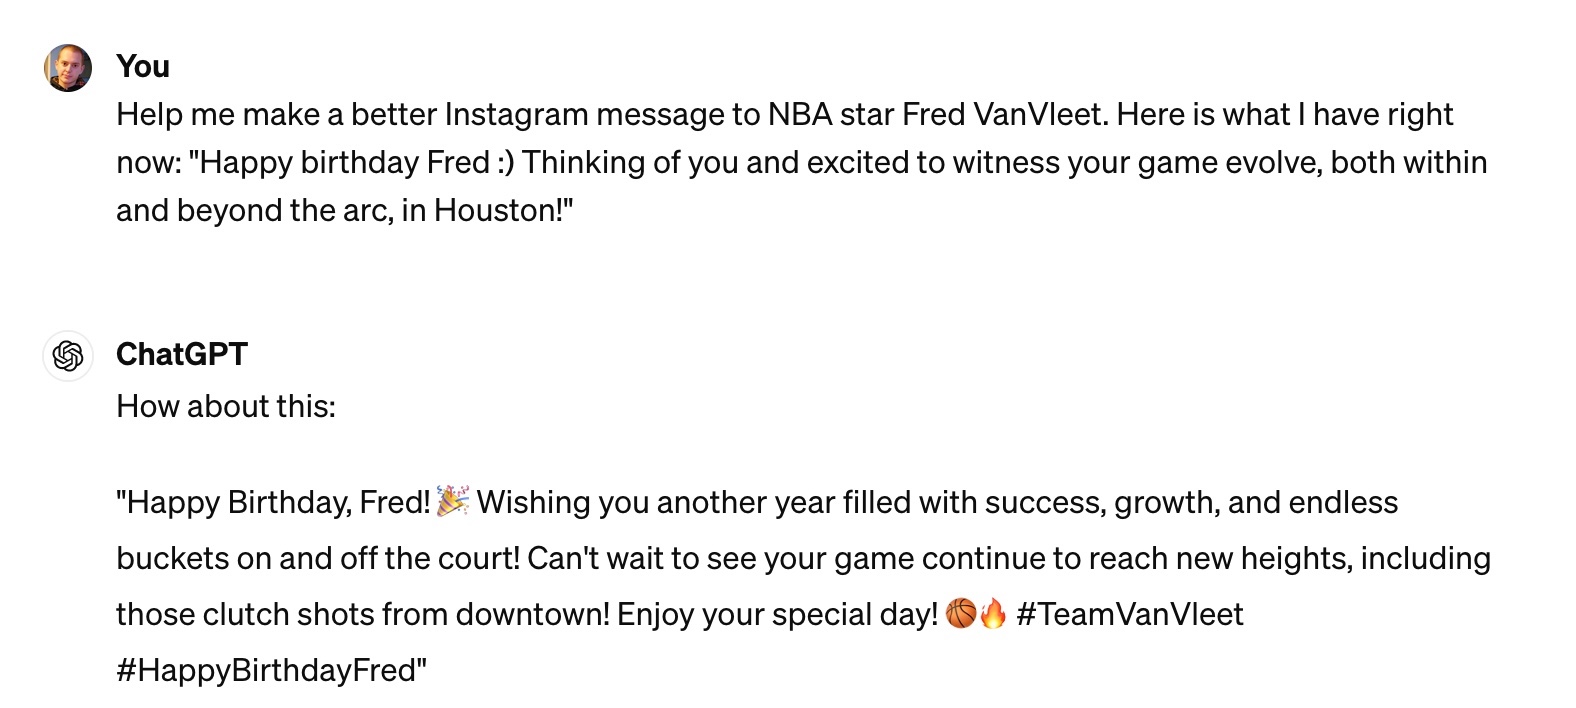 You
Help me make a better Instagram message to NBA star Fred VanVleet. Here is what I have right
now: "Happy birthday Fred :) Thinking of you and excited to witness your game evolve, both within
and beyond the arc, in Houston!"
ChatGPT
How about this:
"Happy Birthday, Fred! 🎉 Wishing you another year filled with success, growth, and endless
buckets on and off the court! Can't wait to see your game continue to reach new heights, including
those clutch shots from downtown! Enjoy your special day! 🏀🔥 #TeamVanVleet
#HappyBirthdayFred"